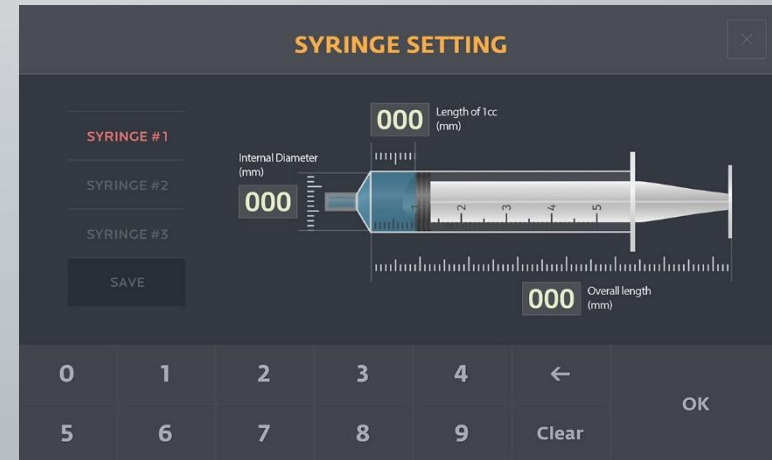 SYRINGE SETTING
SYRINGE #1
SYRINGE #2
SYRINGE #3
SAVE
000
Length of 1cc
(mm)
Internal Diameter
(mm)
000
1 2 3 4 5
000
Overall length
(mm)
0 1 2 3 4 ←
OK
5 6 7 8 9 Clear